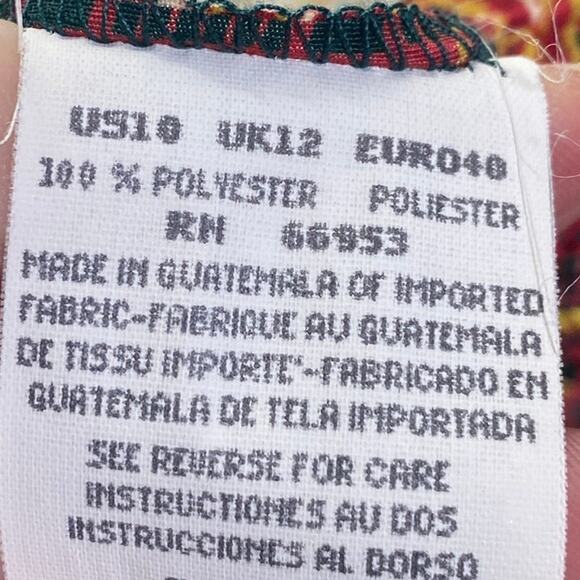 US10 UK12 EURO40
100 % POLYESTER POLIESTER
RN 66953
MADE IN GUATEMALA OF IMPORTED
FABRIC-FABRIQUE AU GUATEMALA
DE TISSU IMPORTE'-FABRICADO EN
GUATEMALA DE TELA IMPORTADA
SEE REVERSE FOR CARE
INSTRUCTIONES AU DOS
INSTRUCCIONES AL DORSO